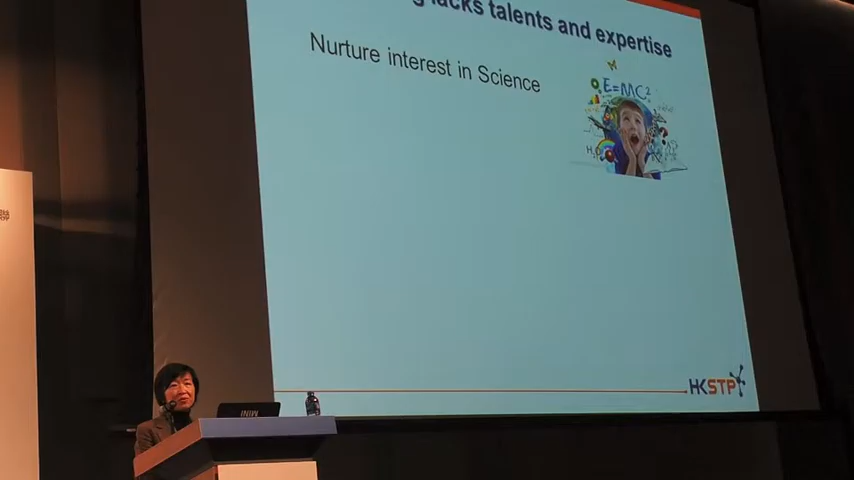 lacks talents and expertise
Nurture interest in Science
E=MC²
HKSTP